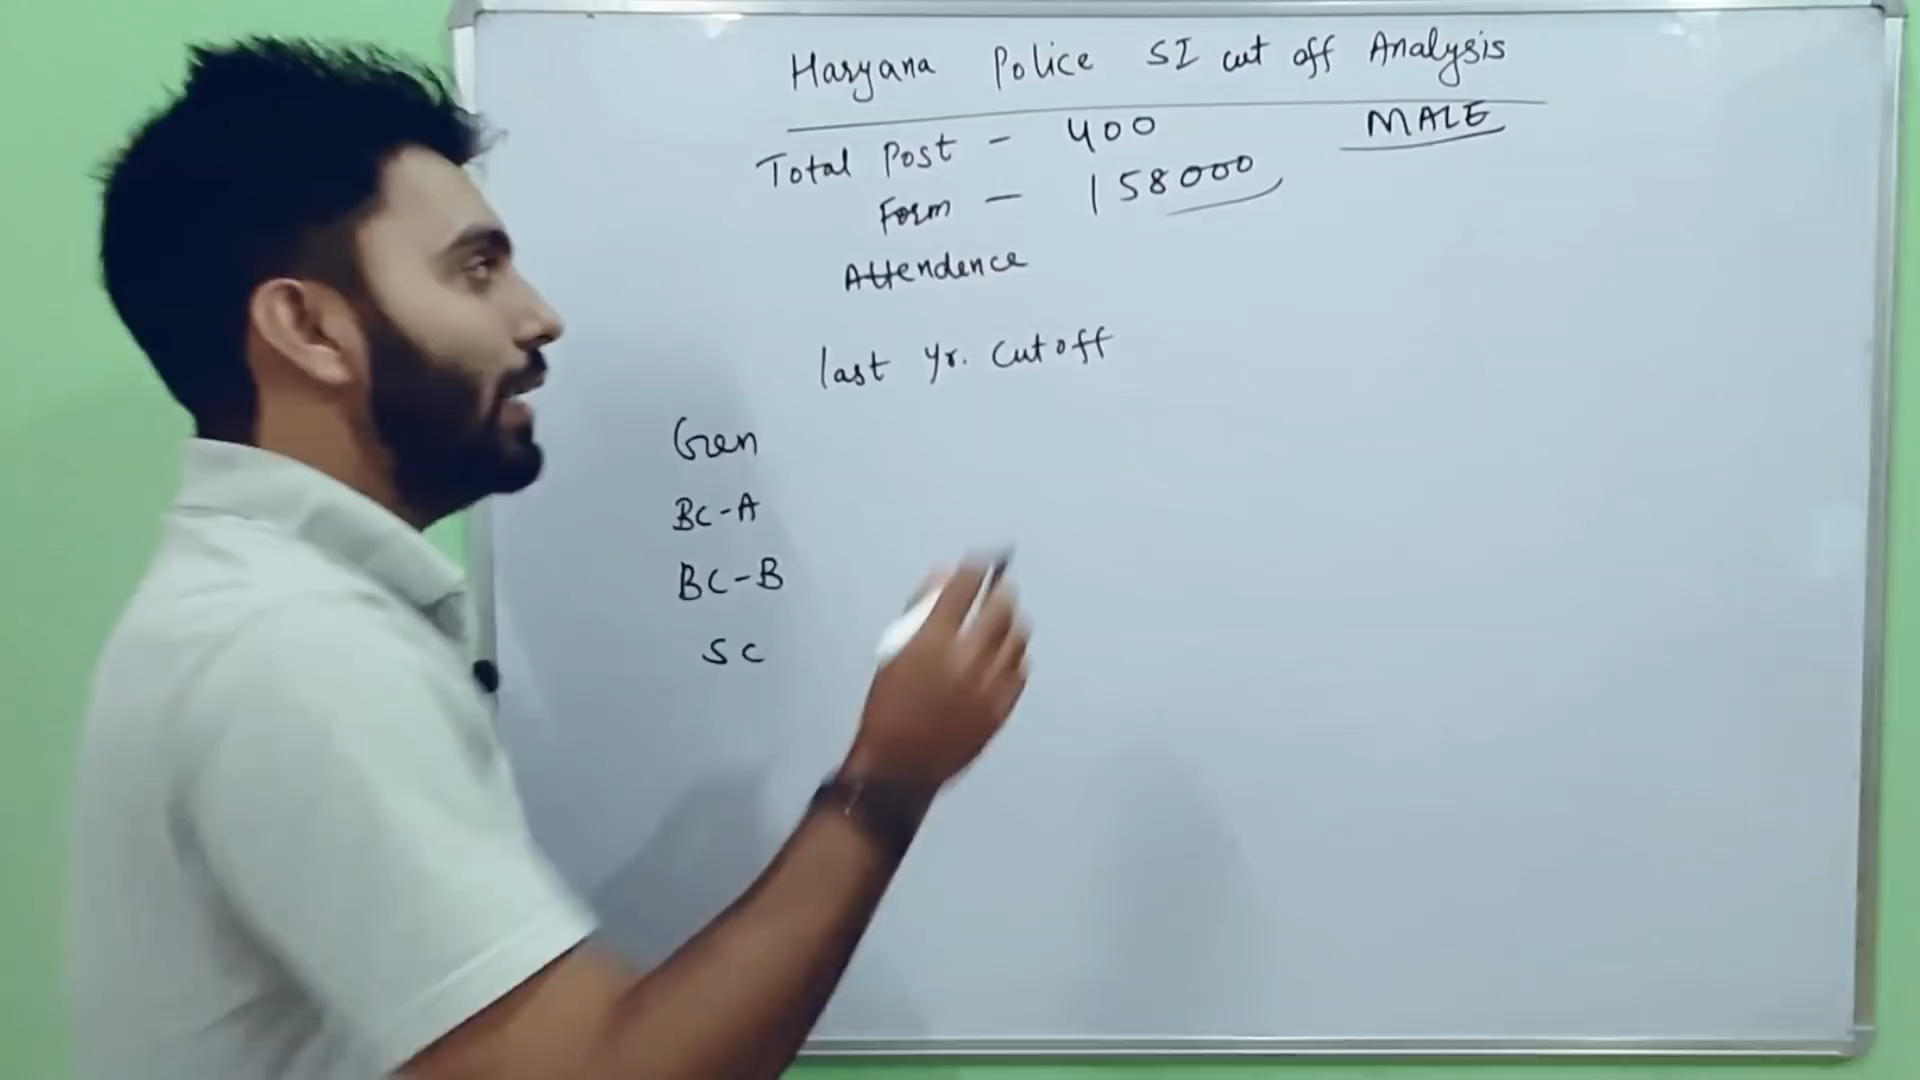 Haryana Police SI cut off Analysis
Total Post - 400 MALE
Form - 158000
Attendence
last yr. cutoff
Gen
BC-A
BC-B
SC